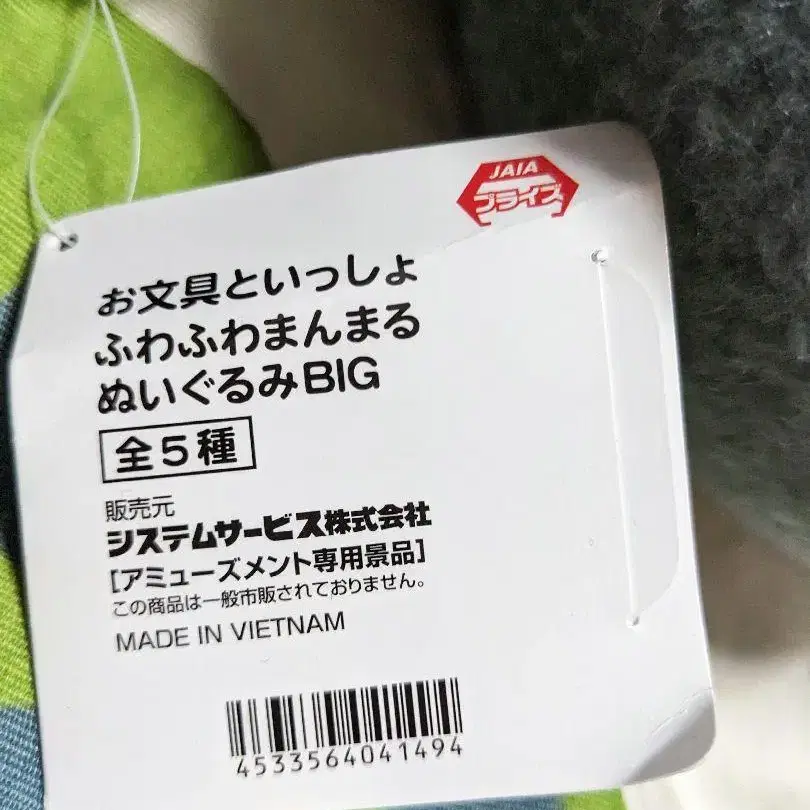 JAIA
プライズ
お文具といっしょ
ふわふわまんまる
ぬいぐるみBIG
全5種
販売元
システムサービス株式会社
[アミューズメント専用景品]
この商品は一般市販されておりません。
MADE IN VIETNAM
4533564041494